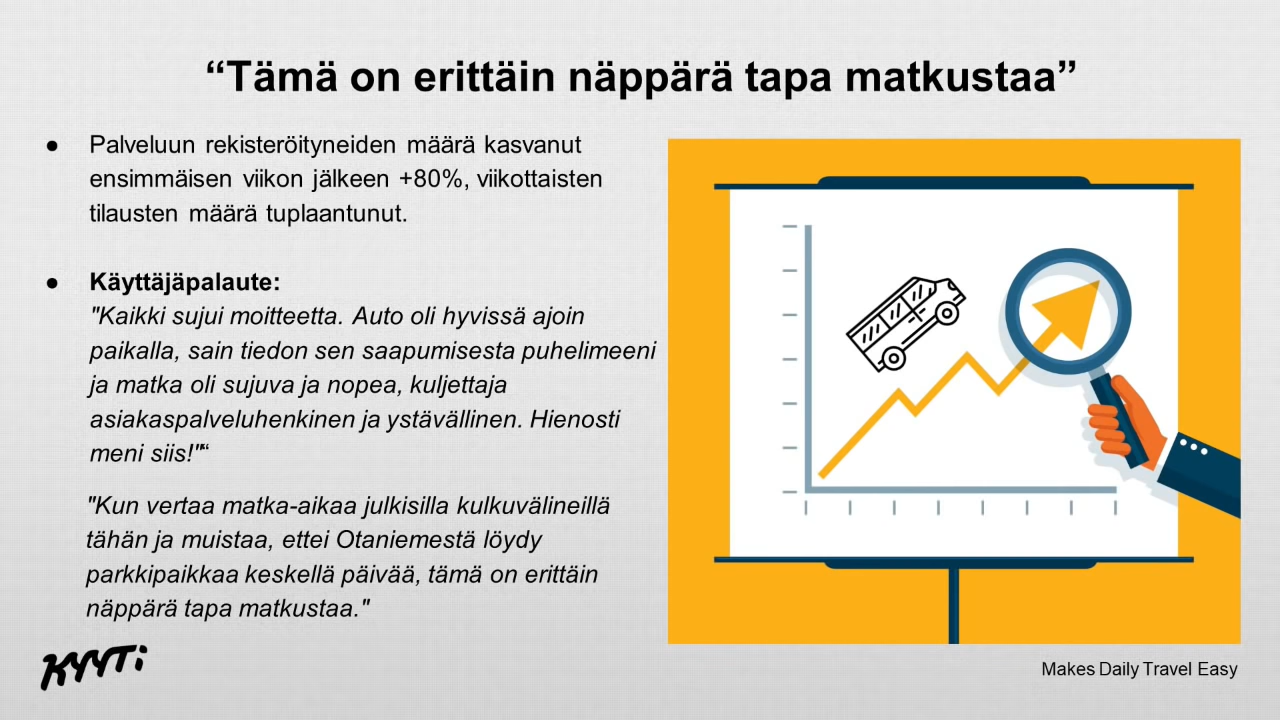 “Tämä on erittäin näppärä tapa matkustaa”
● Palveluun rekisteröityneiden määrä kasvanut
ensimmäisen viikon jälkeen +80%, viikottaisten
tilausten määrä tuplaantunut.
● Käyttäjäpalaute:
"Kaikki sujui moitteetta. Auto oli hyvissä ajoin
paikalla, sain tiedon sen saapumisesta puhelimeeni
ja matka oli sujuva ja nopea, kuljettaja
asiakaspalveluhenkinen ja ystävällinen. Hienosti
meni siis!"“
"Kun vertaa matka-aikaa julkisilla kulkuvälineillä
tähän ja muistaa, ettei Otaniemestä löydy
parkkipaikkaa keskellä päivää, tämä on erittäin
näppärä tapa matkustaa."
KYYTi
Makes Daily Travel Easy